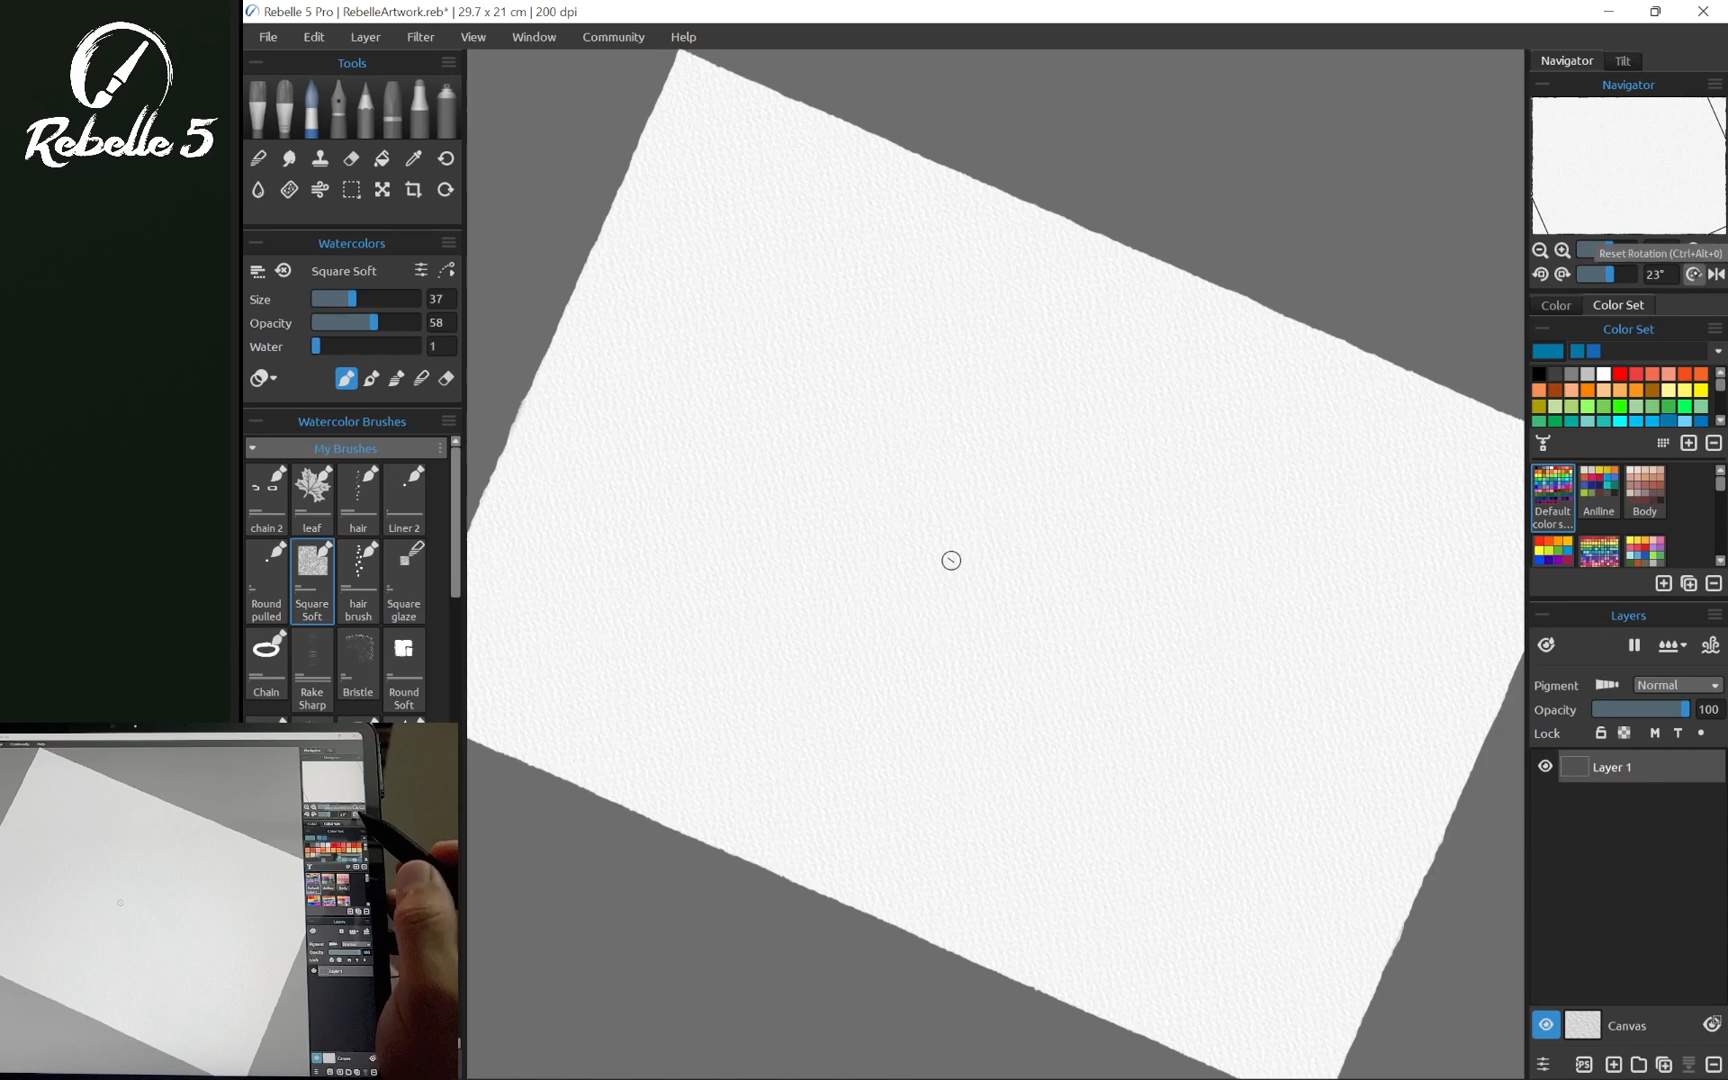 Rebelle 5
Rebelle 5 Pro | RebelleArtwork.reb* | 29.7 x 21 cm | 200 dpi
File Edit Layer Filter View Window Community Help
Tools
Watercolors
Square Soft
Size 37
Opacity 58
Water 1
Watercolor Brushes
My Brushes
chain 2 leaf hair Liner 2
Round pulled Square Soft hair brush Square glaze
Chain Rake Sharp Bristle Round Soft
Navigator Tilt
Navigator
Reset Rotation (Ctrl+Alt+0)
23°
Color Color Set
Color Set
Default color s... Aniline Body
Layers
Pigment Normal
Opacity 100
Lock M T
Layer 1
Canvas
PS